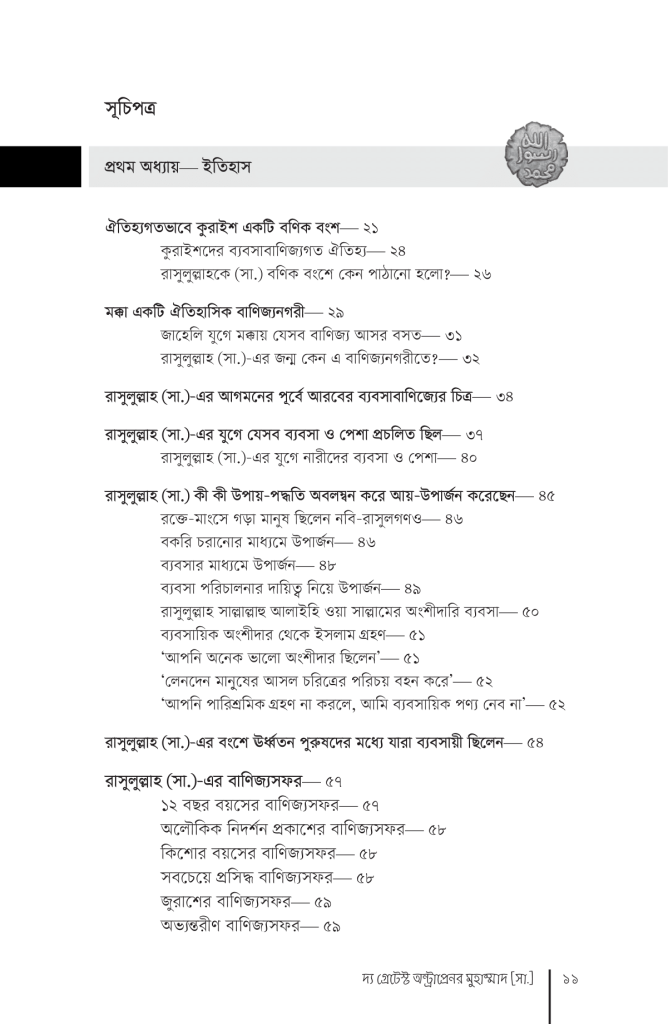 সূচিপত্র
الله
رسول
محمد
প্রথম অধ্যায়— ইতিহাস
ঐতিহ্যগতভাবে কুরাইশ একটি বণিক বংশ— ২১
কুরাইশদের ব্যবসাবাণিজ্যগত ঐতিহ্য— ২৪
রাসুলুল্লাহকে (সা.) বণিক বংশে কেন পাঠানো হলো?— ২৬
মক্কা একটি ঐতিহাসিক বাণিজ্যনগরী— ২৯
জাহেলি যুগে মক্কায় যেসব বাণিজ্য আসর বসত— ৩১
রাসুলুল্লাহ (সা.)-এর জন্ম কেন এ বাণিজ্যনগরীতে?— ৩২
রাসুলুল্লাহ (সা.)-এর আগমনের পূর্বে আরবের ব্যবসাবাণিজ্যের চিত্র— ৩৪
রাসুলুল্লাহ (সা.)-এর যুগে যেসব ব্যবসা ও পেশা প্রচলিত ছিল— ৩৭
রাসুলুল্লাহ (সা.)-এর যুগে নারীদের ব্যবসা ও পেশা— ৪০
রাসুলুল্লাহ (সা.) কী কী উপায়-পদ্ধতি অবলম্বন করে আয়-উপার্জন করেছেন— ৪৫
রক্তে-মাংসে গড়া মানুষ ছিলেন নবি-রাসুলগণও— ৪৬
বকরি চরানোর মাধ্যমে উপার্জন— ৪৬
ব্যবসার মাধ্যমে উপার্জন— ৪৮
ব্যবসা পরিচালনার দায়িত্ব নিয়ে উপার্জন— ৪৯
রাসুলুল্লাহ সাল্লাল্লাহু আলাইহি ওয়া সাল্লামের অংশীদারি ব্যবসা— ৫০
ব্যবসায়িক অংশীদার থেকে ইসলাম গ্রহণ— ৫১
‘আপনি অনেক ভালো অংশীদার ছিলেন’— ৫১
‘লেনদেন মানুষের আসল চরিত্রের পরিচয় বহন করে’— ৫২
‘আপনি পারিশ্রমিক গ্রহণ না করলে, আমি ব্যবসায়িক পণ্য নেব না’— ৫২
রাসুলুল্লাহ (সা.)-এর বংশে ঊর্ধ্বতন পুরুষদের মধ্যে যারা ব্যবসায়ী ছিলেন— ৫৪
রাসুলুল্লাহ (সা.)-এর বাণিজ্যসফর— ৫৭
১২ বছর বয়সের বাণিজ্যসফর— ৫৭
অলৌকিক নিদর্শন প্রকাশের বাণিজ্যসফর— ৫৮
কিশোর বয়সের বাণিজ্যসফর— ৫৮
সবচেয়ে প্রসিদ্ধ বাণিজ্যসফর— ৫৮
জুরাশের বাণিজ্যসফর— ৫৯
অভ্যন্তরীণ বাণিজ্যসফর— ৫৯
দ্য গ্রেটেস্ট অন্ট্রাপ্রেনর মুহাম্মাদ [সা.] ১১